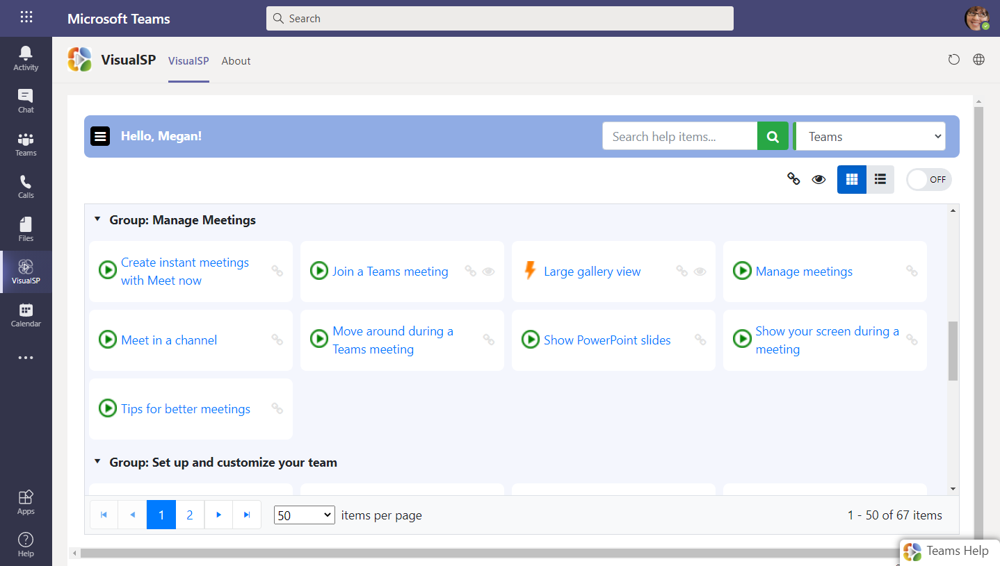 Microsoft Teams
Search
Activity
Chat
Teams
Calls
Files
VisualSP
Calendar
Apps
Help
VisualSP
VisualSP
About
Hello, Megan!
Search help items...
Teams
OFF
Group: Manage Meetings
Create instant meetings
with Meet now
Join a Teams meeting
Large gallery view
Manage meetings
Meet in a channel
Move around during a
Teams meeting
Show PowerPoint slides
Show your screen during a
meeting
Tips for better meetings
Group: Set up and customize your team
1
2
50
items per page
1 - 50 of 67 items
Teams Help